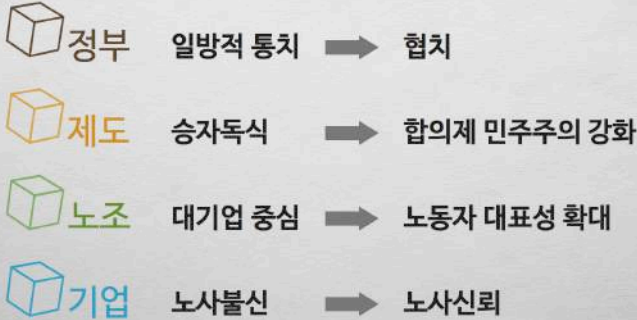 정부 일방적 통치 협치
제도 승자독식 합의제 민주주의 강화
노조 대기업 중심 노동자 대표성 확대
기업 노사불신 노사신뢰